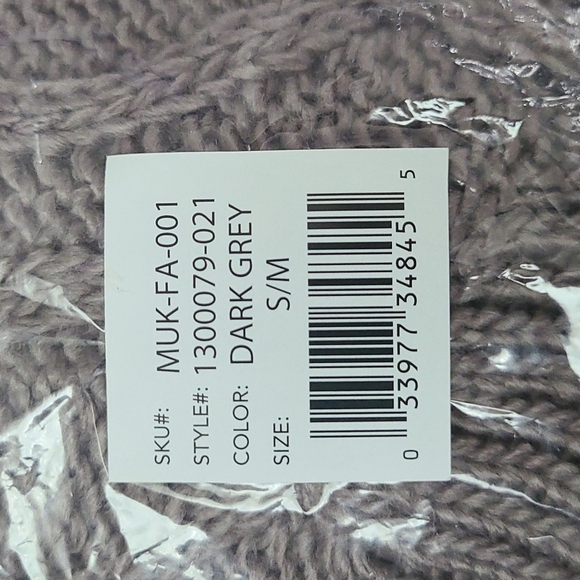 SKU#: MUK-FA-001
STYLE#: 1300079-021
COLOR: DARK GREY
SIZE: S/M
0 33977 34845 5